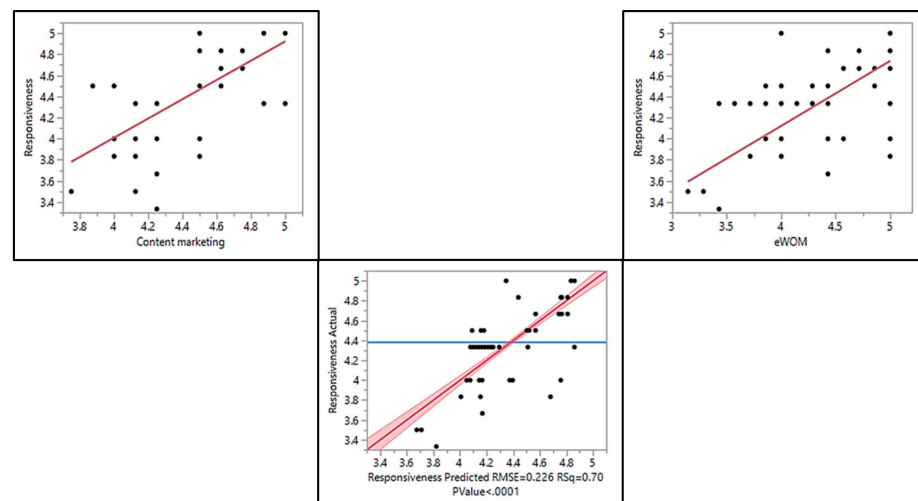 Responsiveness
5
4.8
4.6
4.4
4.2
4
3.8
3.6
3.4
3.8 4 4.2 4.4 4.6 4.8 5
Content marketing
Responsiveness
5
4.8
4.6
4.4
4.2
4
3.8
3.6
3.4
3 3.5 4 4.5 5
eWOM
Responsiveness Actual
5
4.8
4.6
4.4
4.2
4
3.8
3.6
3.4
3.4 3.6 3.8 4 4.2 4.4 4.6 4.8 5
Responsiveness Predicted RMSE=0.226 RSq=0.70
PValue<.0001